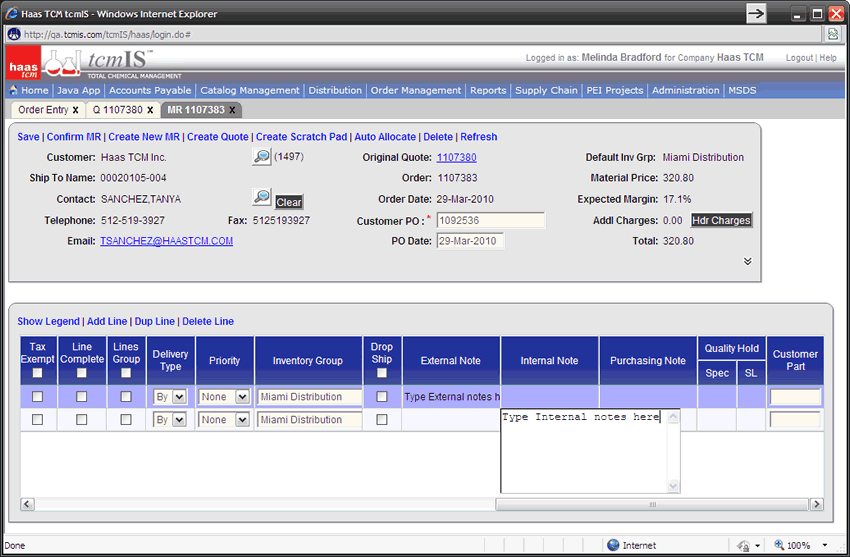 Haas TCM tcmIS - Windows Internet Explorer
http://qa.tcmis.com/tcmIS/haas/login.do#
haas tcm tcmIS™ TOTAL CHEMICAL MANAGEMENT
Logged in as: Melinda Bradford for Company Haas TCM Logout | Help
Home | Java App | Accounts Payable | Catalog Management | Distribution | Order Management | Reports | Supply Chain | PEI Projects | Administration | MSDS
Order Entry x Q 1107380 x MR 1107383 x
Save | Confirm MR | Create New MR | Create Quote | Create Scratch Pad | Auto Allocate | Delete | Refresh
Customer: Haas TCM Inc. (1497) Original Quote: 1107380 Default Inv Grp: Miami Distribution
Ship To Name: 00020105-004 Order: 1107383 Material Price: 320.80
Contact: SANCHEZ,TANYA Clear Order Date: 29-Mar-2010 Expected Margin: 17.1%
Telephone: 512-519-3927 Fax: 5125193927 Customer PO :* 1092536 Addl Charges: 0.00 Hdr Charges
Email: TSANCHEZ@HAASTCM.COM PO Date: 29-Mar-2010 Total: 320.80
Show Legend | Add Line | Dup Line | Delete Line
Tax Exempt Line Complete Lines Group Delivery Type Priority Inventory Group Drop Ship External Note Internal Note Purchasing Note Quality Hold Spec SL Customer Part
By None Miami Distribution Type External notes h
By None Miami Distribution
Type Internal notes here
Done Internet 100%